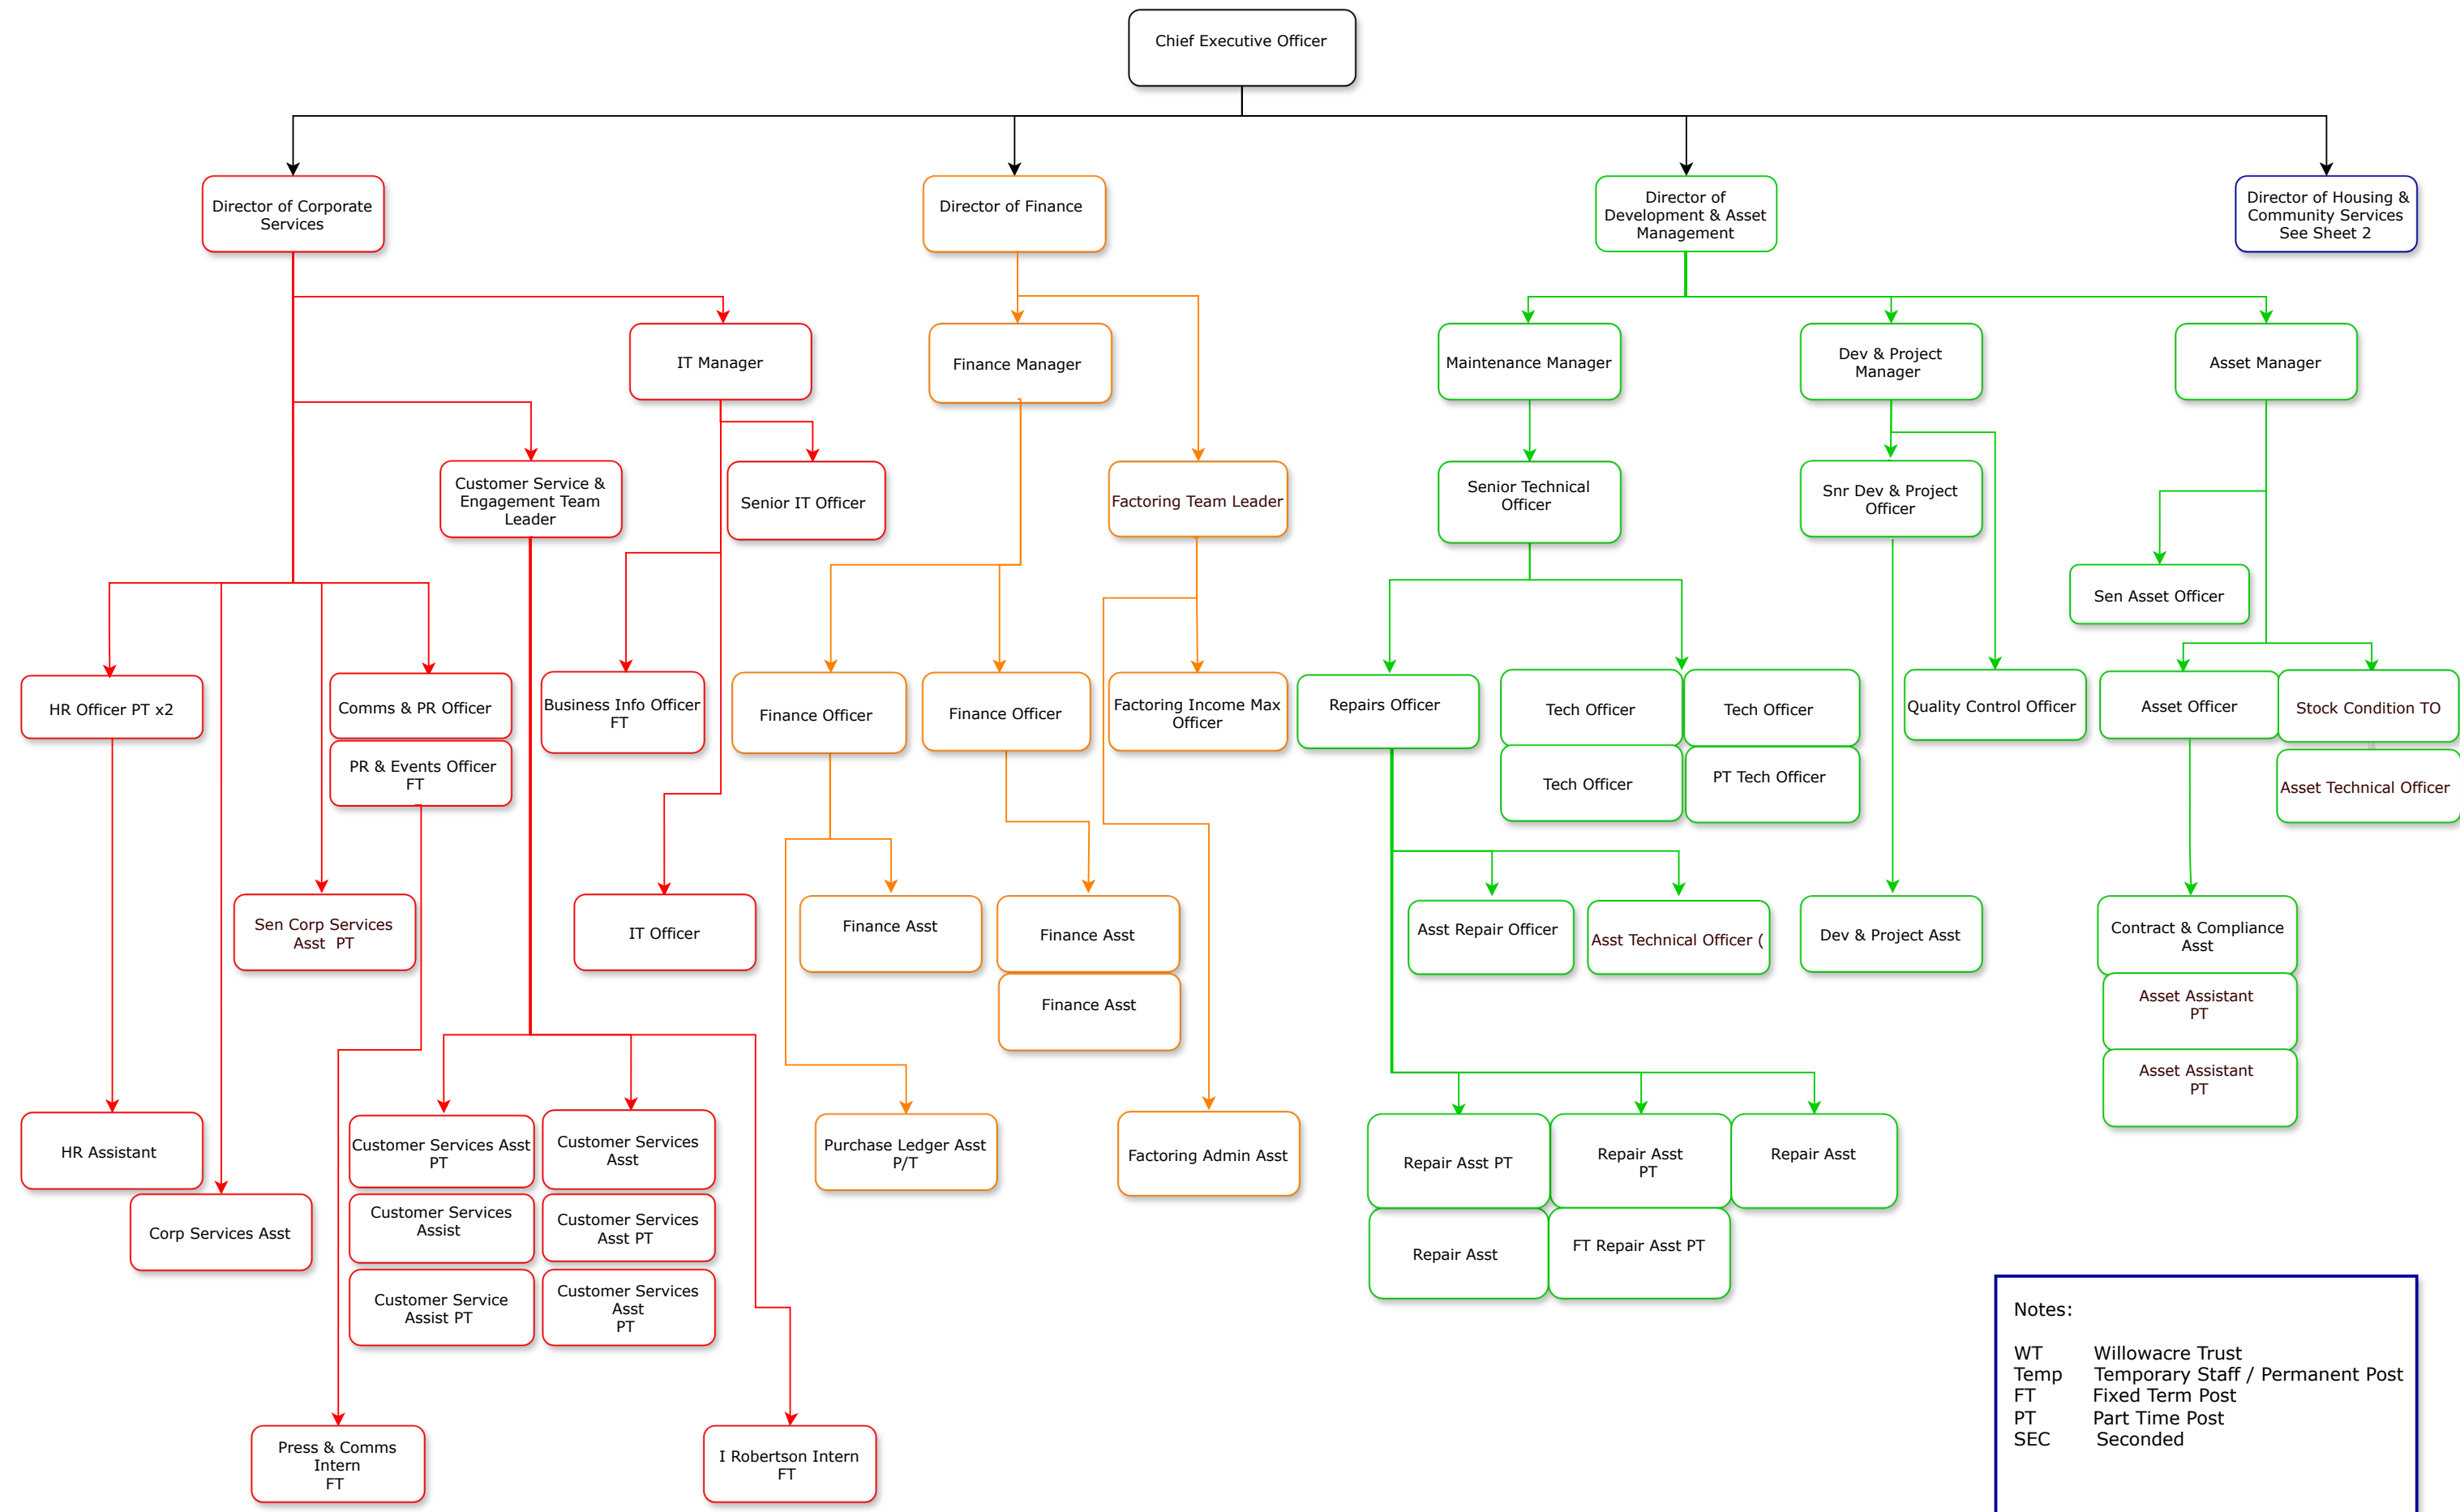 Chief Executive Officer
Director of Corporate
Services
Director of Finance
Director of
Development & Asset
Management
Director of Housing &
Community Services
See Sheet 2
IT Manager
Finance Manager
Maintenance Manager
Dev & Project
Manager
Asset Manager
Customer Service &
Engagement Team
Leader
Senior IT Officer
Factoring Team Leader
Senior Technical
Officer
Snr Dev & Project
Officer
Sen Asset Officer
HR Officer PT x2
Comms & PR Officer
PR & Events Officer
FT
Business Info Officer
FT
Finance Officer
Finance Officer
Factoring Income Max
Officer
Repairs Officer
Tech Officer
Tech Officer
Tech Officer
PT Tech Officer
Quality Control Officer
Asset Officer
Stock Condition TO
Asset Technical Officer
Sen Corp Services
Asst PT
IT Officer
Finance Asst
Finance Asst
Finance Asst
Asst Repair Officer
Asst Technical Officer (
Dev & Project Asst
Contract & Compliance
Asst
Asset Assistant
PT
Asset Assistant
PT
HR Assistant
Corp Services Asst
Customer Services Asst
PT
Customer Services
Asst
Customer Services
Assist
Customer Services
Asst PT
Customer Service
Assist PT
Customer Services
Asst
PT
Purchase Ledger Asst
P/T
Factoring Admin Asst
Repair Asst PT
Repair Asst
PT
Repair Asst
Repair Asst
FT Repair Asst PT
Press & Comms
Intern
FT
I Robertson Intern
FT
Notes:
WT Willowacre Trust
Temp Temporary Staff / Permanent Post
FT Fixed Term Post
PT Part Time Post
SEC Seconded